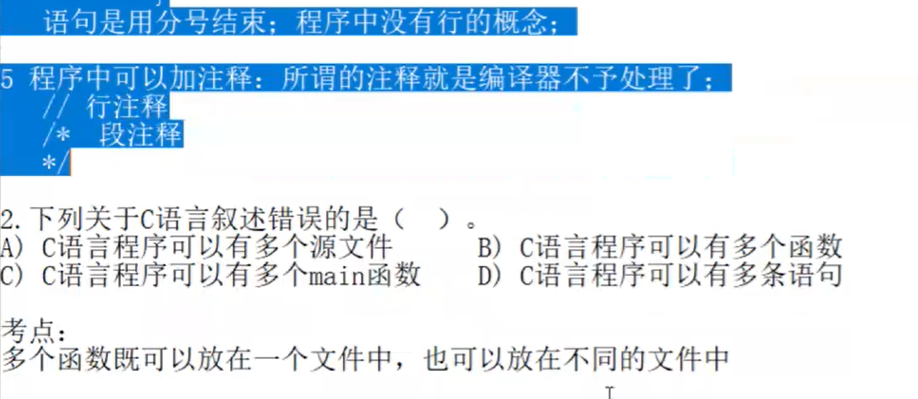 语句是用分号结束；程序中没有行的概念；
5 程序中可以加注释：所谓的注释就是编译器不予处理了；
// 行注释
/*  段注释
*/
2.下列关于C语言叙述错误的是（  ）。
A) C语言程序可以有多个源文件 B) C语言程序可以有多个函数
C) C语言程序可以有多个main函数 D) C语言程序可以有多条语句
考点：
多个函数既可以放在一个文件中，也可以放在不同的文件中